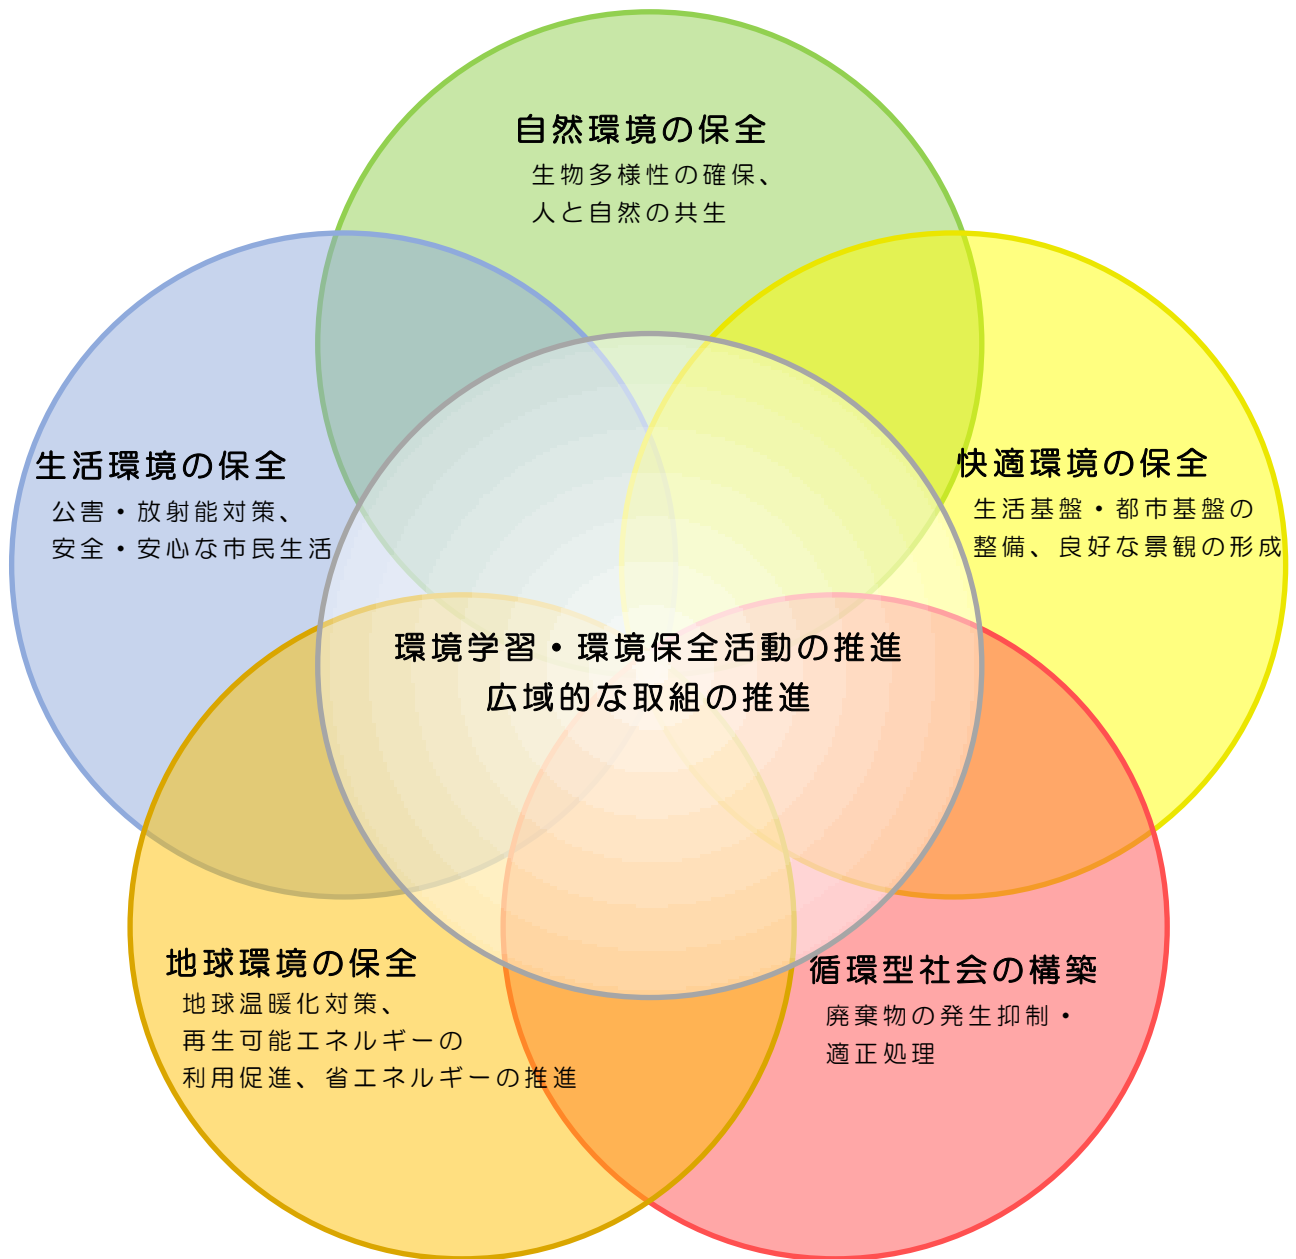 自然環境の保全
生物多様性の確保、
人と自然の共生
生活環境の保全
公害・放射能対策、
安全・安心な市民生活
快適環境の保全
生活基盤・都市基盤の
整備、良好な景観の形成
環境学習・環境保全活動の推進
広域的な取組の推進
地球環境の保全
地球温暖化対策、
再生可能エネルギーの
利用促進、省エネルギーの推進
循環型社会の構築
廃棄物の発生抑制・
適正処理